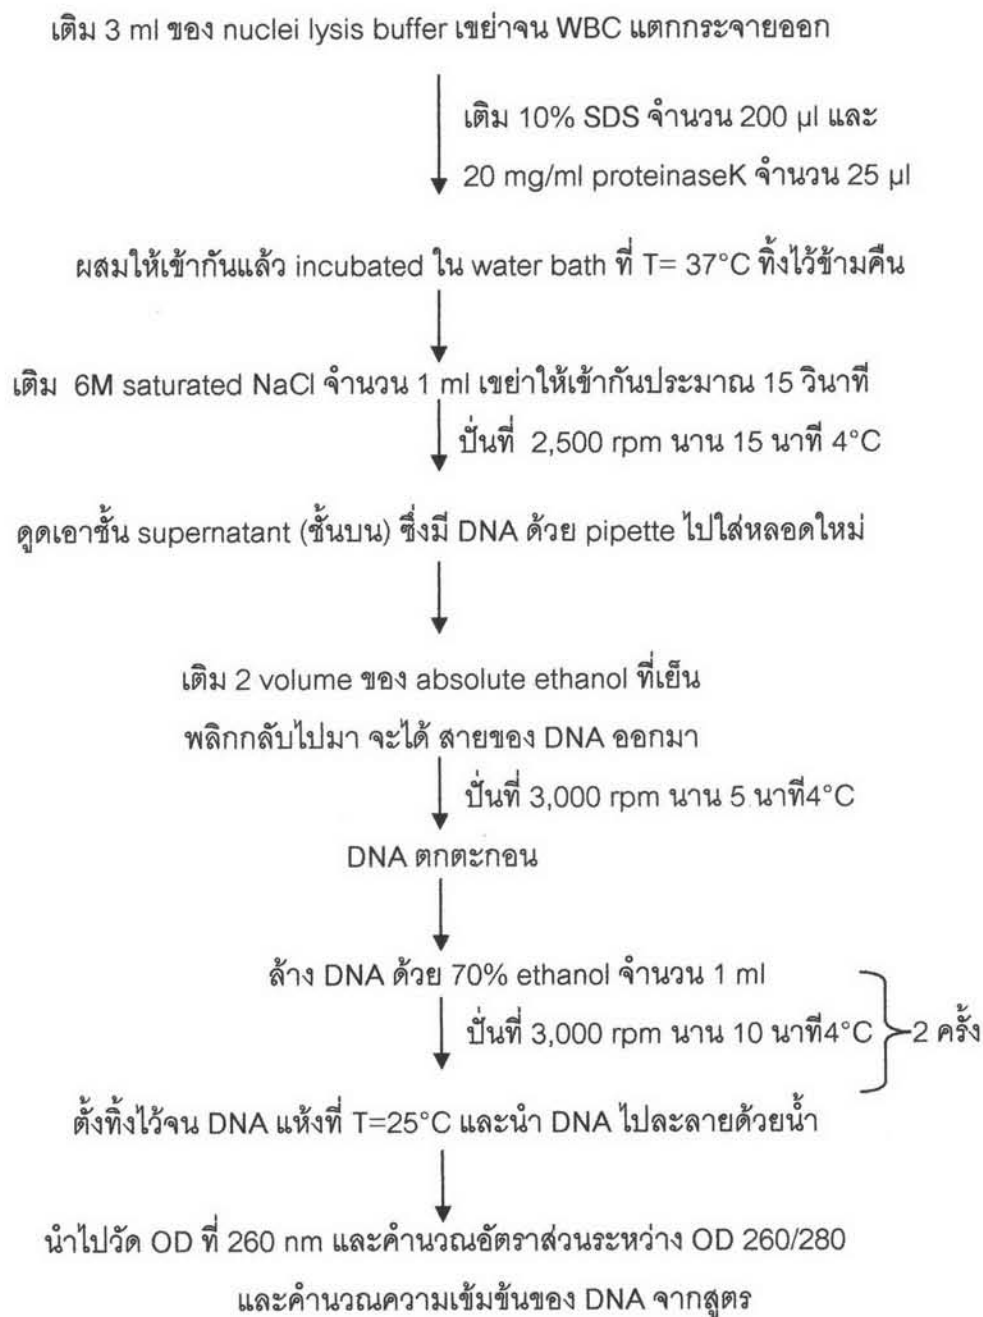 เติม 3 ml ของ nuclei lysis buffer เขย่าจน WBC แตกกระจายออก
เติม 10% SDS จำนวน 200 µl และ
20 mg/ml proteinaseK จำนวน 25 µl
ผสมให้เข้ากันแล้ว incubated ใน water bath ที่ T= 37°C ทิ้งไว้ข้ามคืน
เติม 6M saturated NaCl จำนวน 1 ml เขย่าให้เข้ากันประมาณ 15 วินาที
ปั่นที่ 2,500 rpm นาน 15 นาที 4°C
ดูดเอาชั้น supernatant (ชั้นบน) ซึ่งมี DNA ด้วย pipette ไปใส่หลอดใหม่
เติม 2 volume ของ absolute ethanol ที่เย็น
พลิกกลับไปมา จะได้ สายของ DNA ออกมา
ปั่นที่ 3,000 rpm นาน 5 นาที4°C
DNA ตกตะกอน
ล้าง DNA ด้วย 70% ethanol จำนวน 1 ml
ปั่นที่ 3,000 rpm นาน 10 นาที4°C
2 ครั้ง
ตั้งทิ้งไว้จน DNA แห้งที่ T=25°C และนำ DNA ไปละลายด้วยน้ำ
นำไปวัด OD ที่ 260 nm และคำนวณอัตราส่วนระหว่าง OD 260/280
และคำนวณความเข้มข้นของ DNA จากสูตร